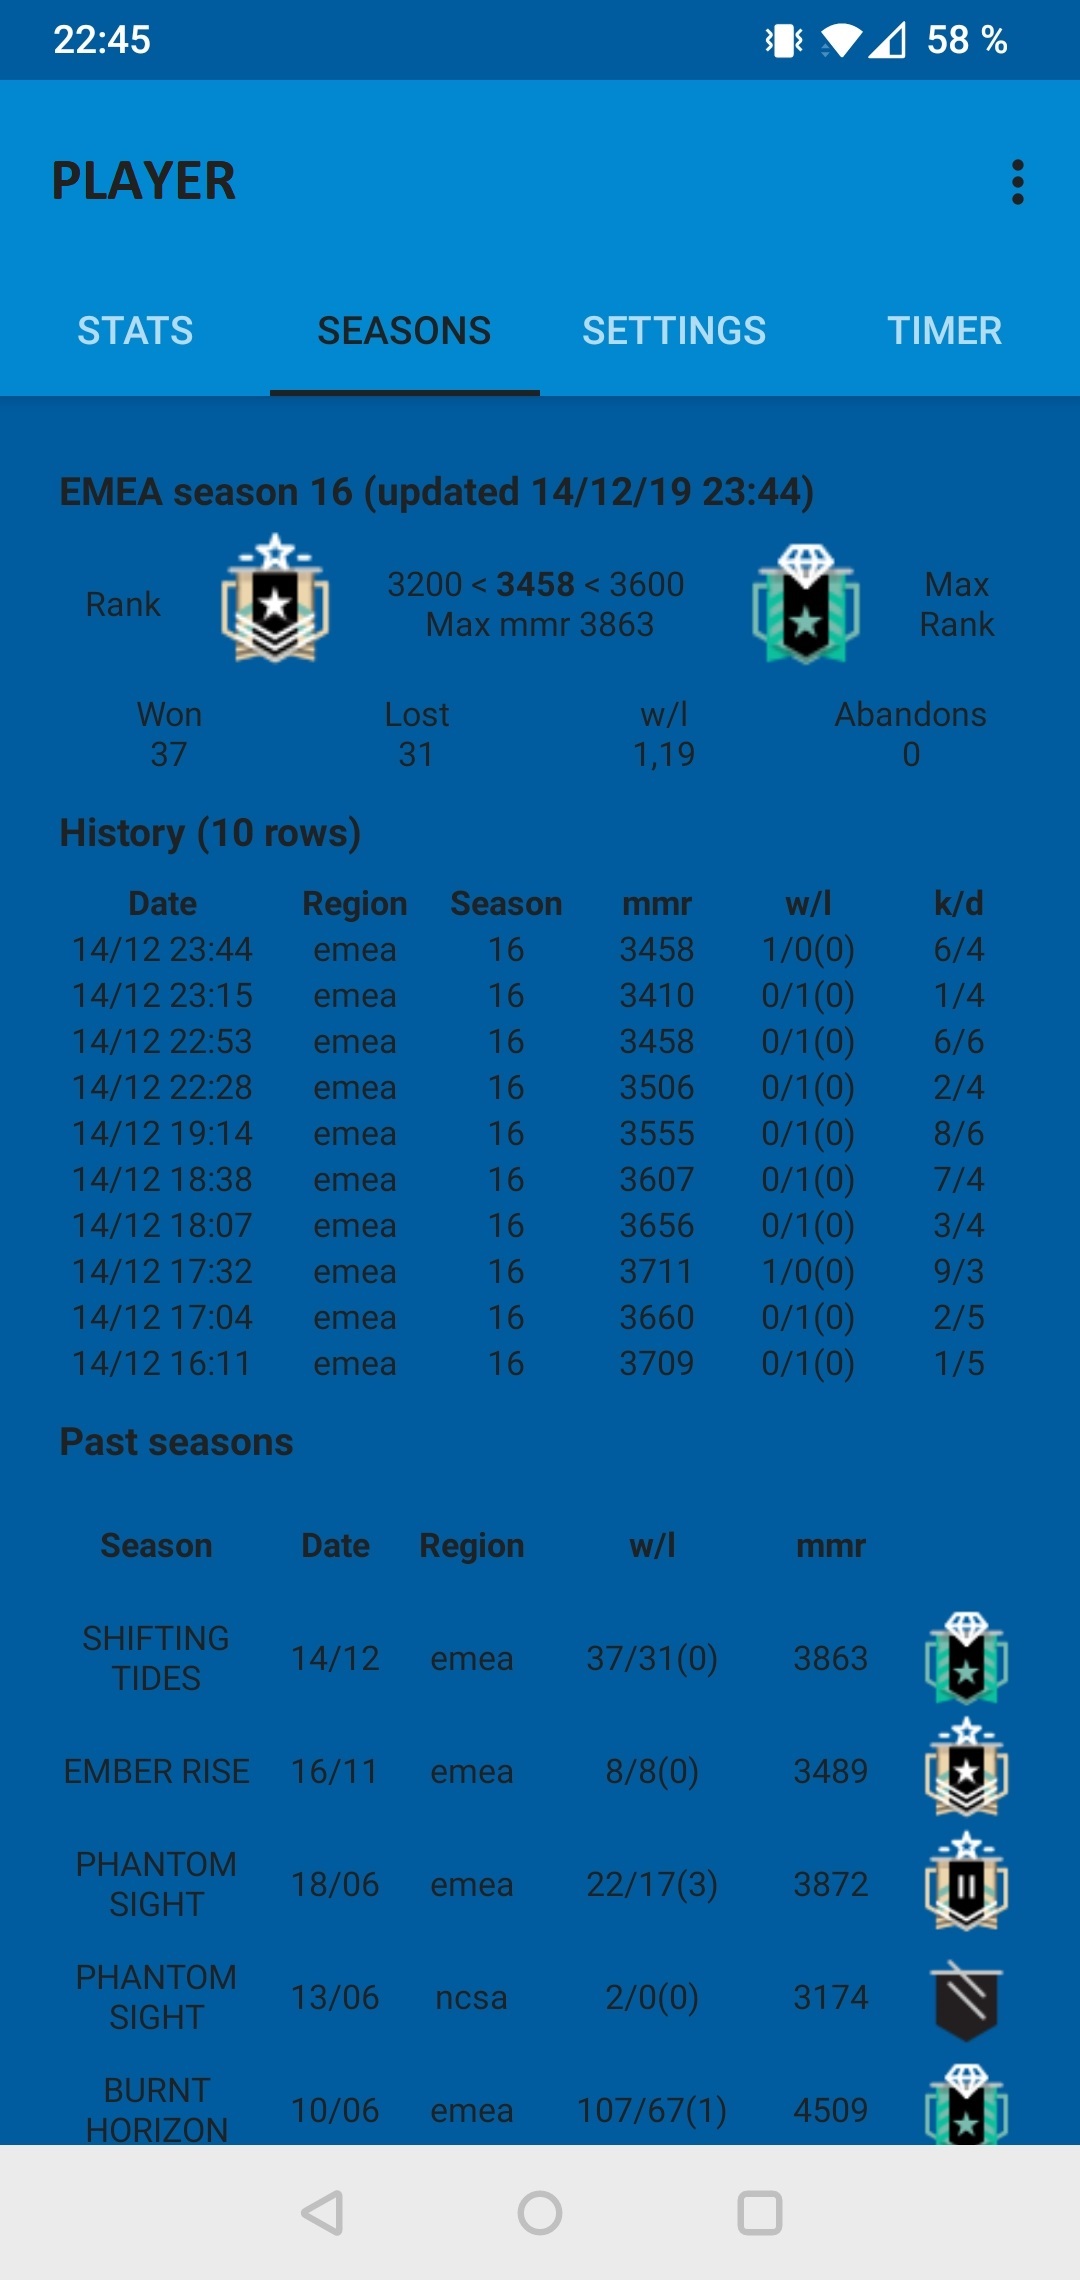 22:45 58 %
PLAYER
STATS SEASONS SETTINGS TIMER
EMEA season 16 (updated 14/12/19 23:44)
Rank 3200 < 3458 < 3600 Max
Max mmr 3863 Rank
Won Lost w/l Abandons
37 31 1,19 0
History (10 rows)
Date Region Season mmr w/l k/d
14/12 23:44 emea 16 3458 1/0(0) 6/4
14/12 23:15 emea 16 3410 0/1(0) 1/4
14/12 22:53 emea 16 3458 0/1(0) 6/6
14/12 22:28 emea 16 3506 0/1(0) 2/4
14/12 19:14 emea 16 3555 0/1(0) 8/6
14/12 18:38 emea 16 3607 0/1(0) 7/4
14/12 18:07 emea 16 3656 0/1(0) 3/4
14/12 17:32 emea 16 3711 1/0(0) 9/3
14/12 17:04 emea 16 3660 0/1(0) 2/5
14/12 16:11 emea 16 3709 0/1(0) 1/5
Past seasons
Season Date Region w/l mmr
SHIFTING
TIDES 14/12 emea 37/31(0) 3863
EMBER RISE 16/11 emea 8/8(0) 3489
PHANTOM
SIGHT 18/06 emea 22/17(3) 3872
II
PHANTOM
SIGHT 13/06 ncsa 2/0(0) 3174
BURNT
HORIZON 10/06 emea 107/67(1) 4509